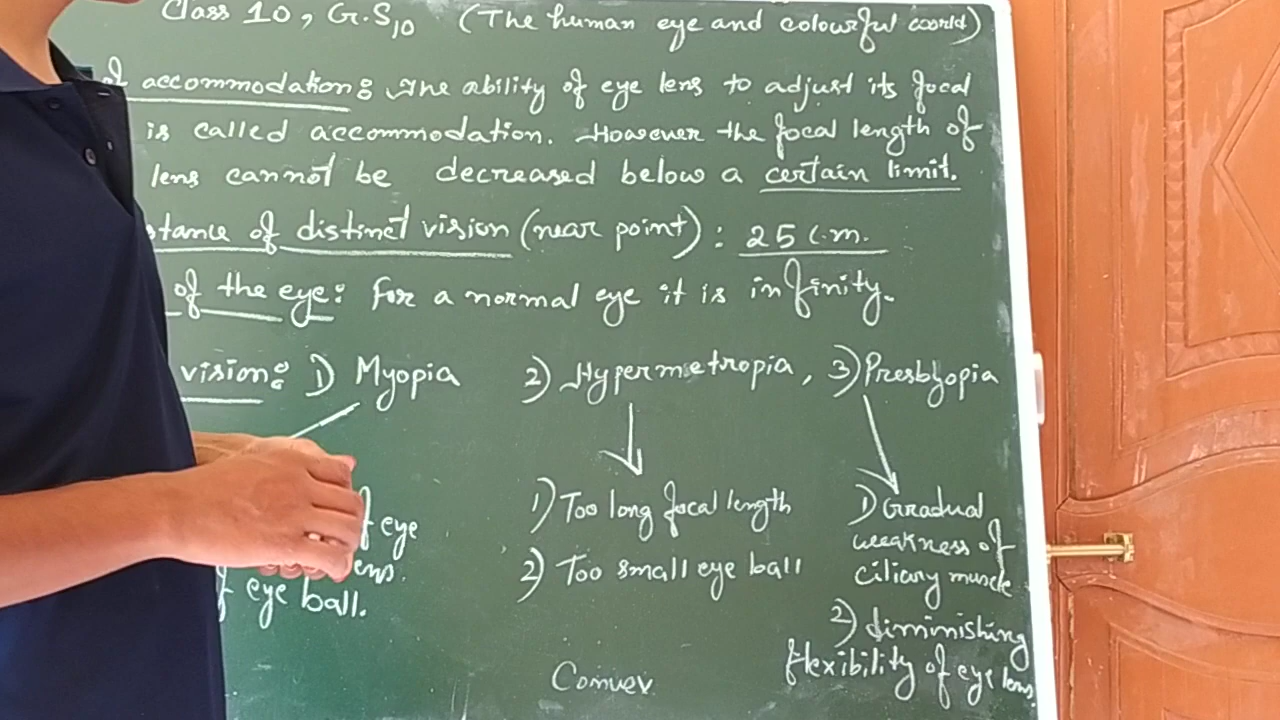 Class 10, G.S,10 (The human eye and colourful world)
of accommodation: The ability of eye lens to adjust its focal
is called accommodation. However the focal length of
lens cannot be decreased below a certain limit.
stance of distinct vision (near point) : 25 c.m.
of the eye: For a normal eye it is infinity.
vision: 1) Myopia 2) Hypermetropia, 3) Presbyopia
of eye
lens.
of eye ball.
1) Too long focal length
2) Too small eye ball
1) Gradual
weakness of
ciliary muscle
2) diminishing
flexibility of eye lens
Convex